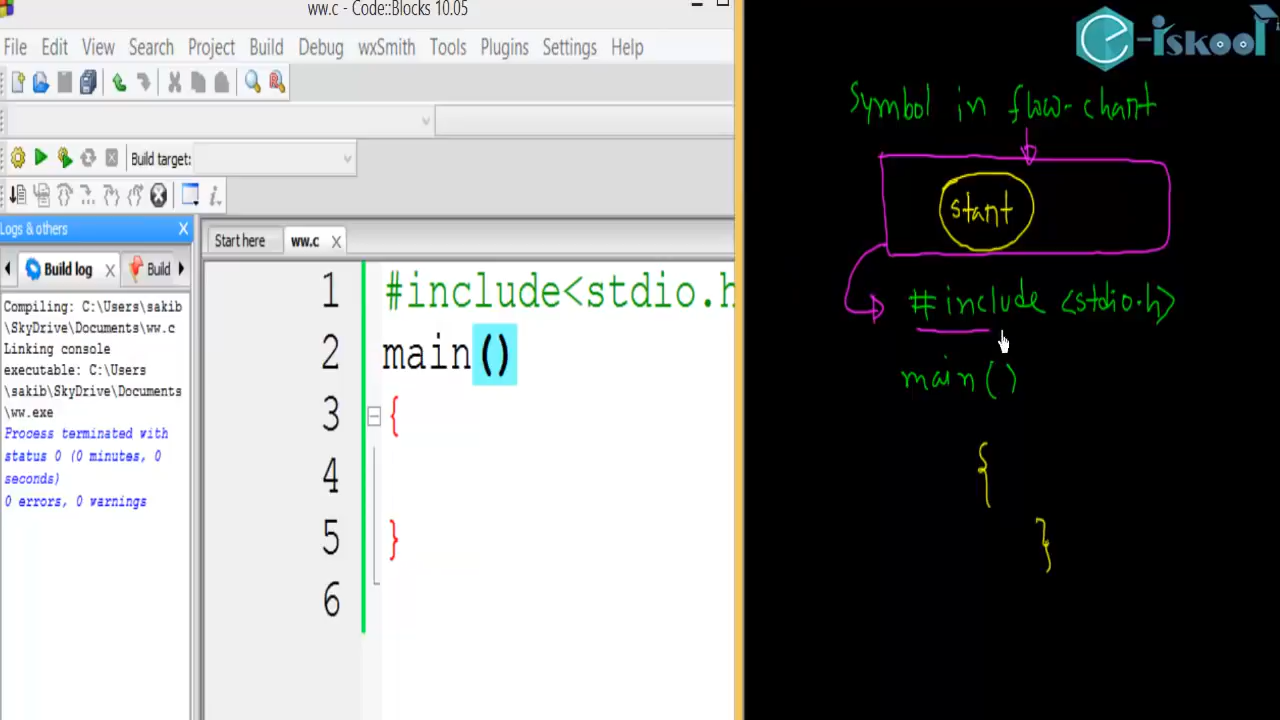 ww.c - Code::Blocks 10.05
File Edit View Search Project Build Debug wxSmith Tools Plugins Settings Help
Build target:
Logs & others
Build log
Build
Start here
ww.c
Compiling: C:\Users\sakib
\SkyDrive\Documents\ww.c
Linking console
executable: C:\Users
\sakib\SkyDrive\Documents
\ww.exe
Process terminated with
status 0 (0 minutes, 0
seconds)
0 errors, 0 warnings
1 #include<stdio.h
2 main()
3 {
4
5 }
6
e-iskool
Symbol in flow-chart
start
#include <stdio.h>
main()
{
}